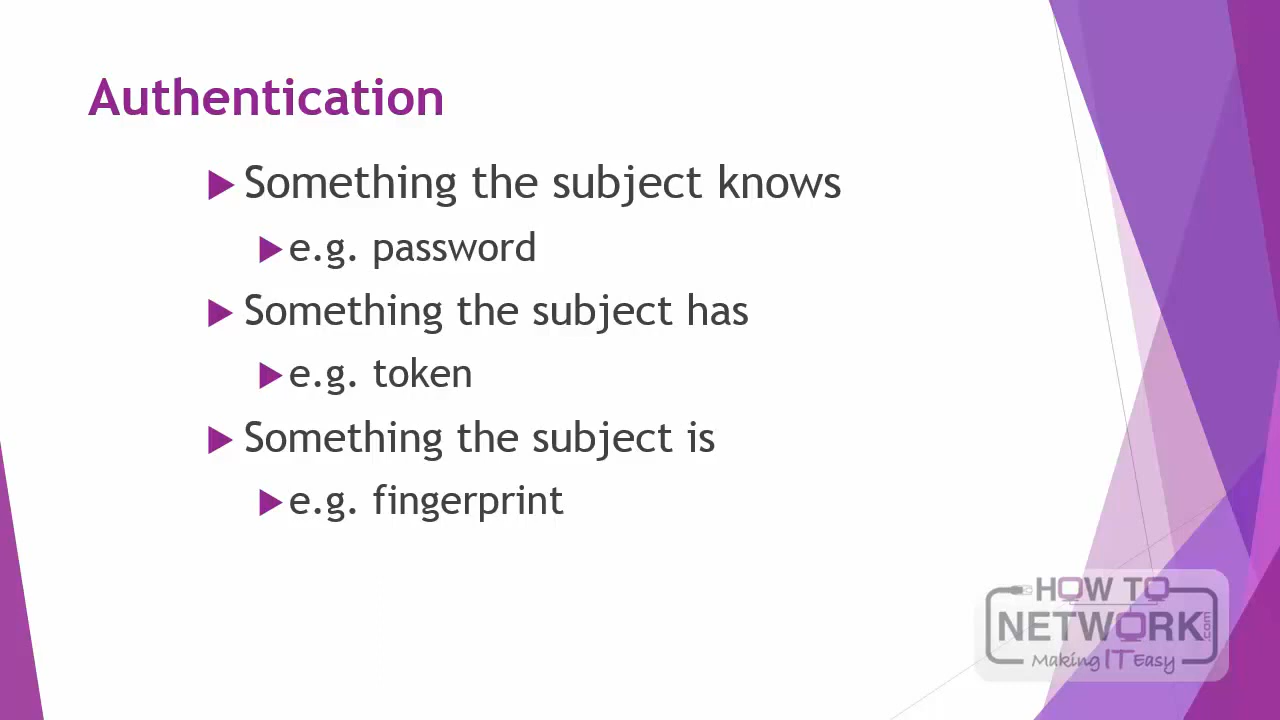 Authentication
Something the subject knows
e.g. password
Something the subject has
e.g. token
Something the subject is
e.g. fingerprint
HOW TO
NETWORK.com
Making IT Easy